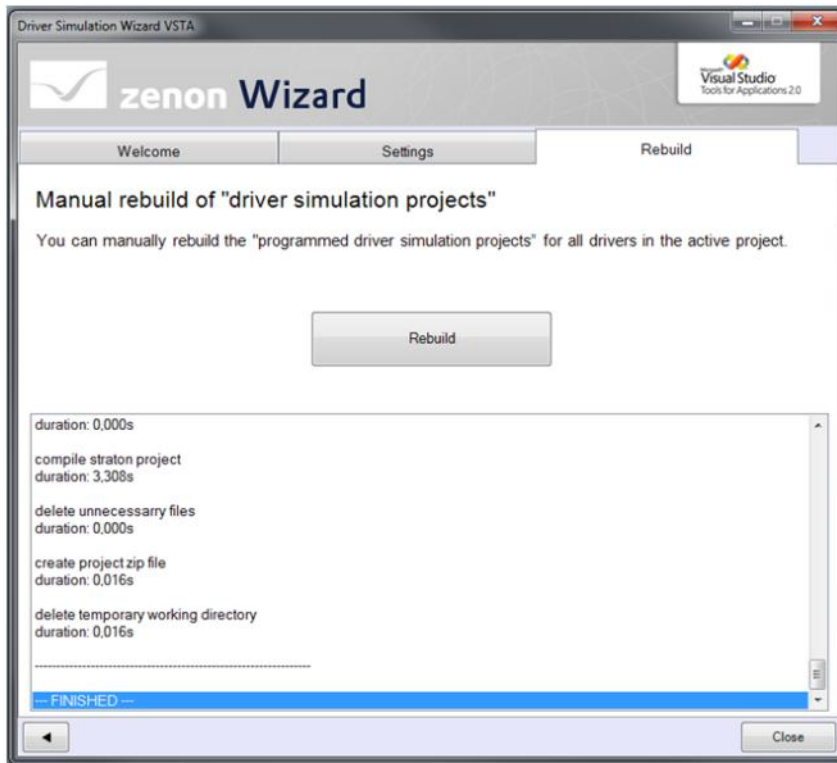 Driver Simulation Wizard VSTA
zenon Wizard
Microsoft
Visual Studio
Tools for Applications 2.0
Welcome
Settings
Rebuild
Manual rebuild of "driver simulation projects"
You can manually rebuild the "programmed driver simulation projects" for all drivers in the active project.
Rebuild
duration: 0,000s
compile straton project
duration: 3,308s
delete unnecessarry files
duration: 0,000s
create project zip file
duration: 0,016s
delete temporary working directory
duration: 0,016s
--------------------------------------------------------------------
--- FINISHED ---
Close